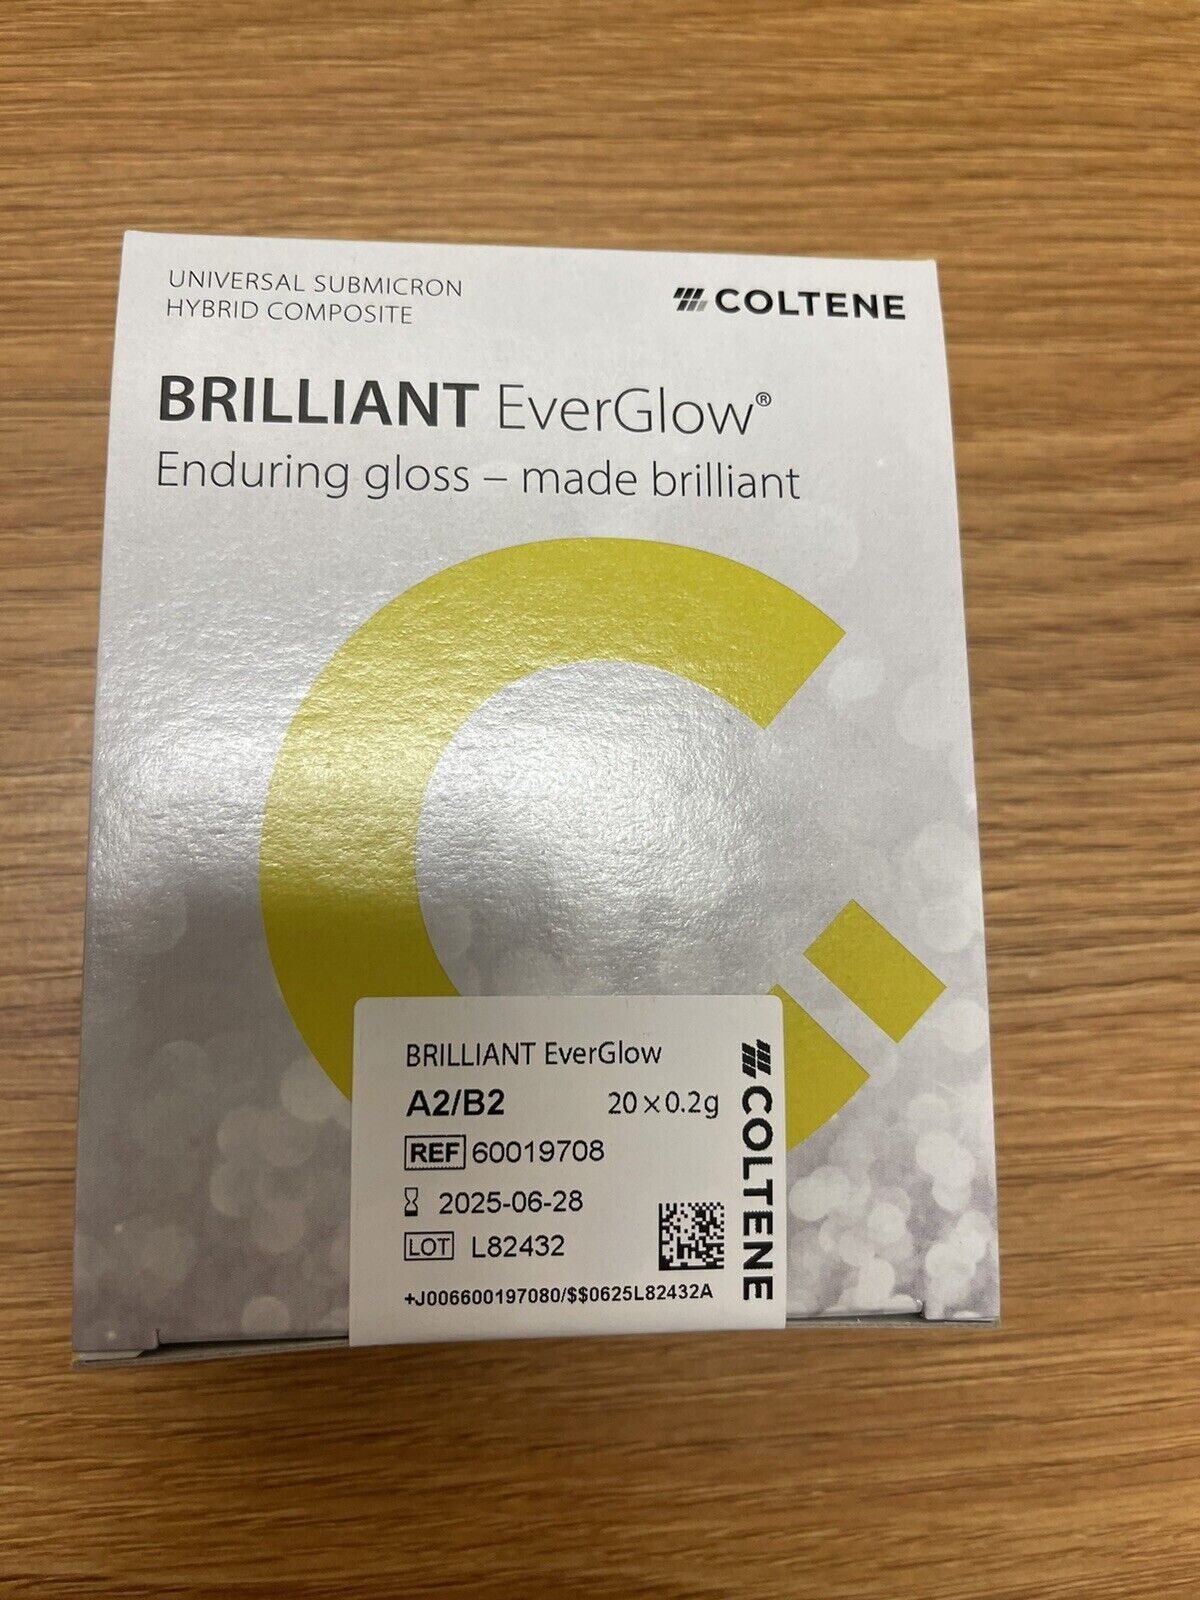 UNIVERSAL SUBMICRON
HYBRID COMPOSITE
COLTENE
BRILLIANT EverGlow®
Enduring gloss – made brilliant
BRILLIANT EverGlow
A2/B2 20 x 0.2g
REF 60019708
2025-06-28
LOT L82432
+J006600197080/$$0625L82432A
COLTENE